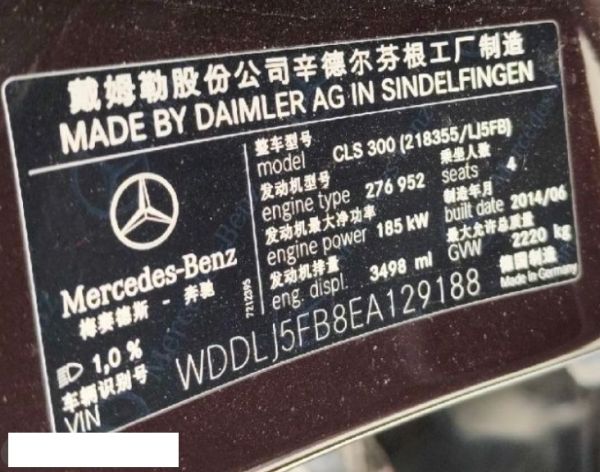 戴姆勒股份公司辛德尔芬根工厂制造
MADE BY DAIMLER AG IN SINDELFINGEN
整车型号
model CLS 300 (218355/LJ5FB)
乘坐人数
seats 4
发动机型号
engine type 276 952
制造年月
built date 2014/06
发动机最大净功率
engine power 185 kW
最大允许总质量
GVW 2220 kg
发动机排量
eng. displ. 3498 ml
德国制造
Made in Germany
Mercedes-Benz
梅赛德斯 - 奔驰
7212395
1,0 %
车辆识别号
VIN WDDLJ5FB8EA129188